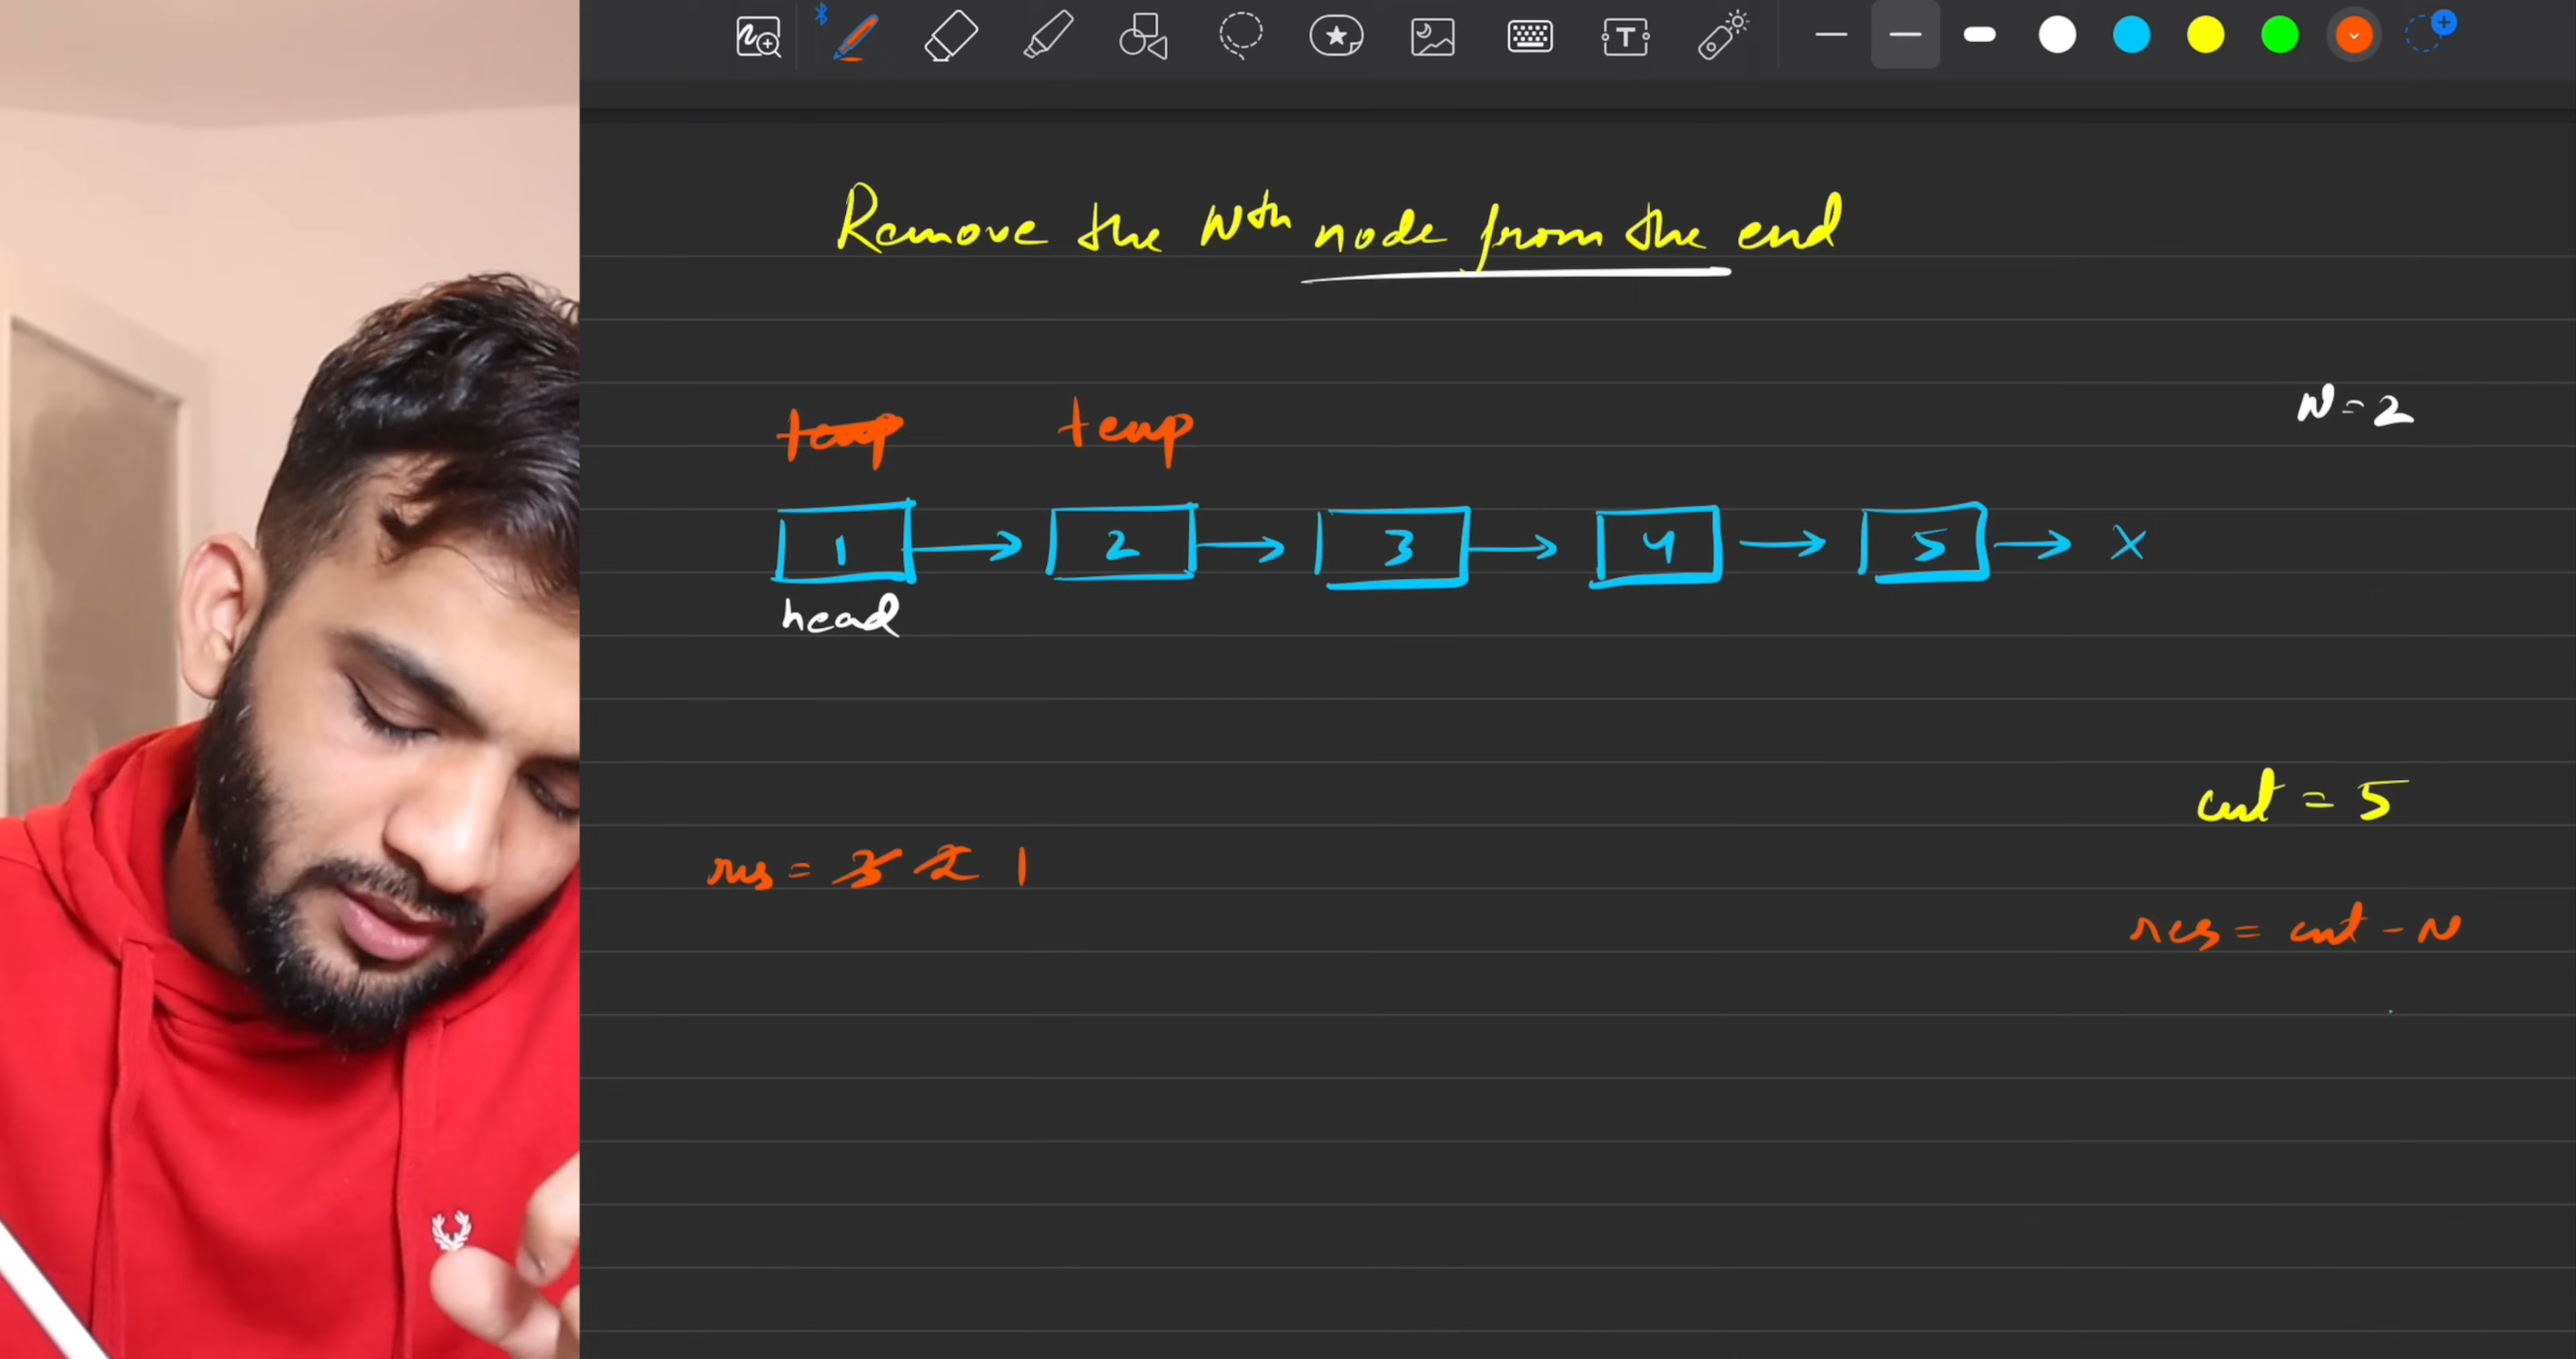 Remove the Nth node from the end
N = 2
temp temp
1 → 2 → 3 → 4 → 5 → X
head
cnt = 5
res = 3 2 1
res = cnt - N